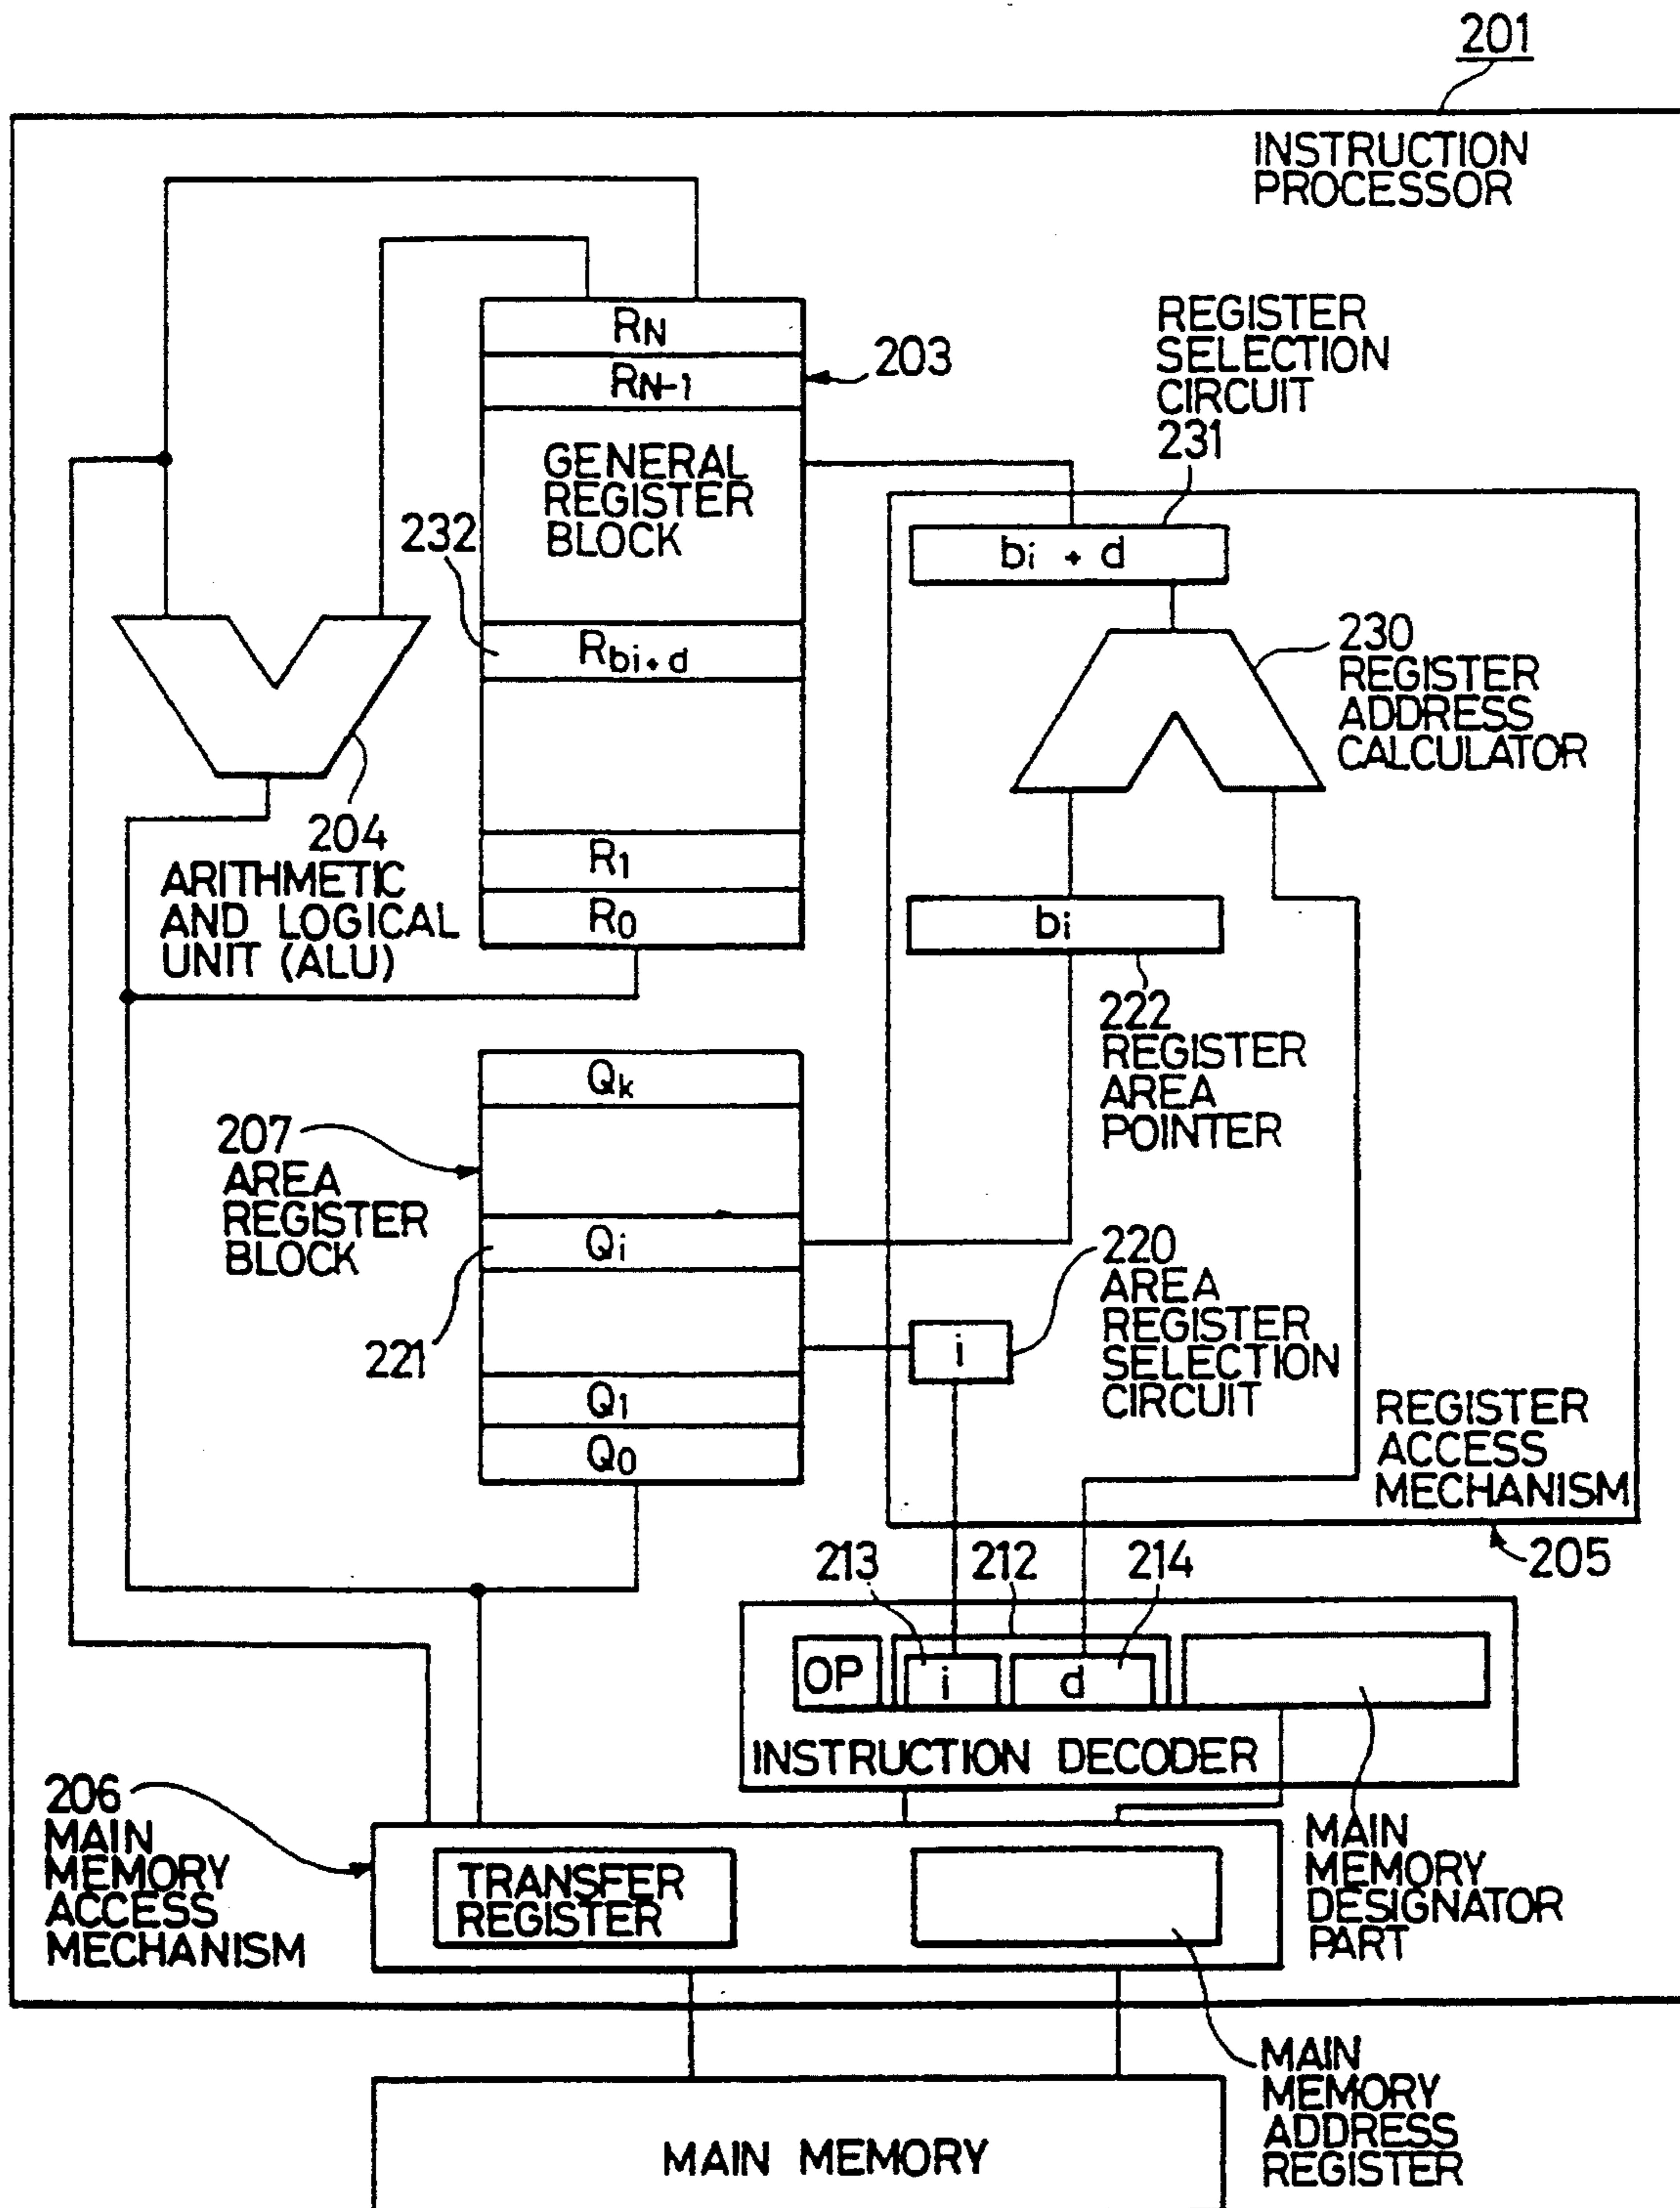 201
INSTRUCTION
PROCESSOR
RN
RN-1
203
GENERAL
REGISTER
BLOCK
232
Rbi+d
R1
R0
REGISTER
SELECTION
CIRCUIT
231
bi + d
230
REGISTER
ADDRESS
CALCULATOR
204
ARITHMETIC
AND LOGICAL
UNIT (ALU)
bi
222
REGISTER
AREA
POINTER
Qk
207
AREA
REGISTER
BLOCK
Qi
221
Q1
Q0
220
AREA
REGISTER
SELECTION
CIRCUIT
i
REGISTER
ACCESS
MECHANISM
205
213
212
214
OP
i
d
INSTRUCTION DECODER
206
MAIN
MEMORY
ACCESS
MECHANISM
TRANSFER
REGISTER
MAIN
MEMORY
DESIGNATOR
PART
MAIN
MEMORY
ADDRESS
REGISTER
MAIN MEMORY